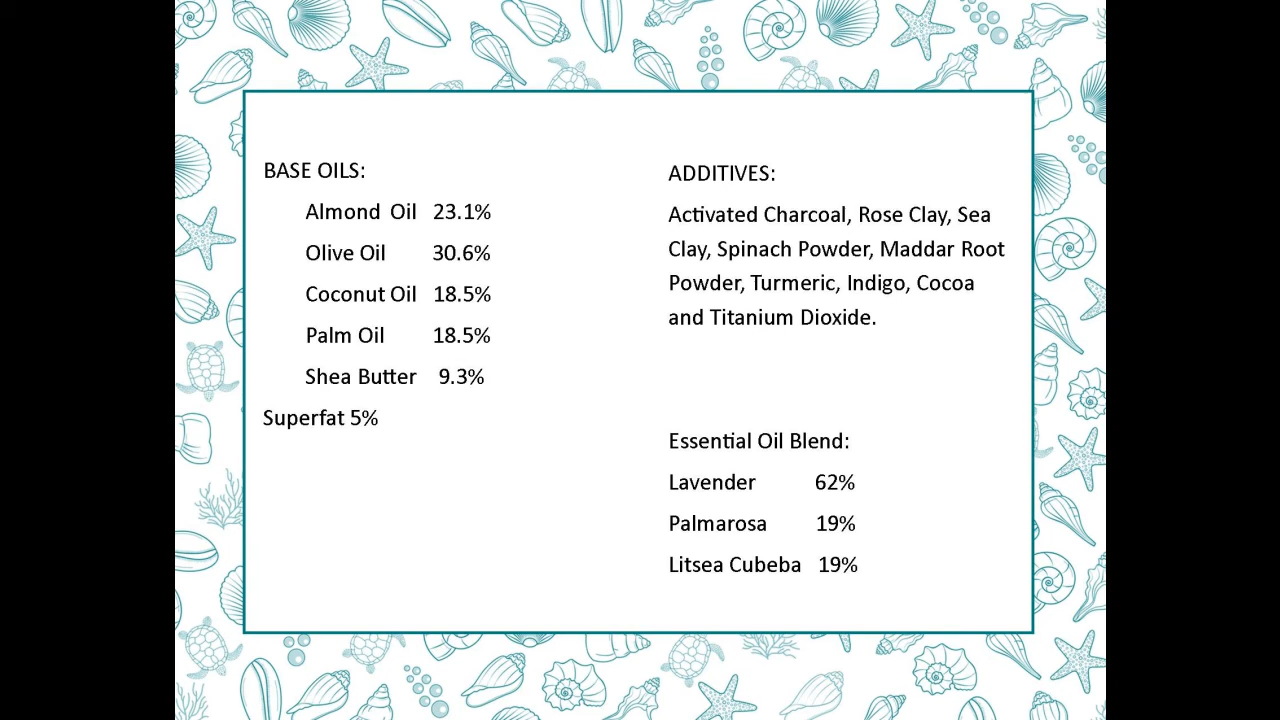 BASE OILS:
Almond Oil 23.1%
Olive Oil 30.6%
Coconut Oil 18.5%
Palm Oil 18.5%
Shea Butter 9.3%
Superfat 5%
ADDITIVES:
Activated Charcoal, Rose Clay, Sea
Clay, Spinach Powder, Maddar Root
Powder, Turmeric, Indigo, Cocoa
and Titanium Dioxide.
Essential Oil Blend:
Lavender 62%
Palmarosa 19%
Litsea Cubeba 19%